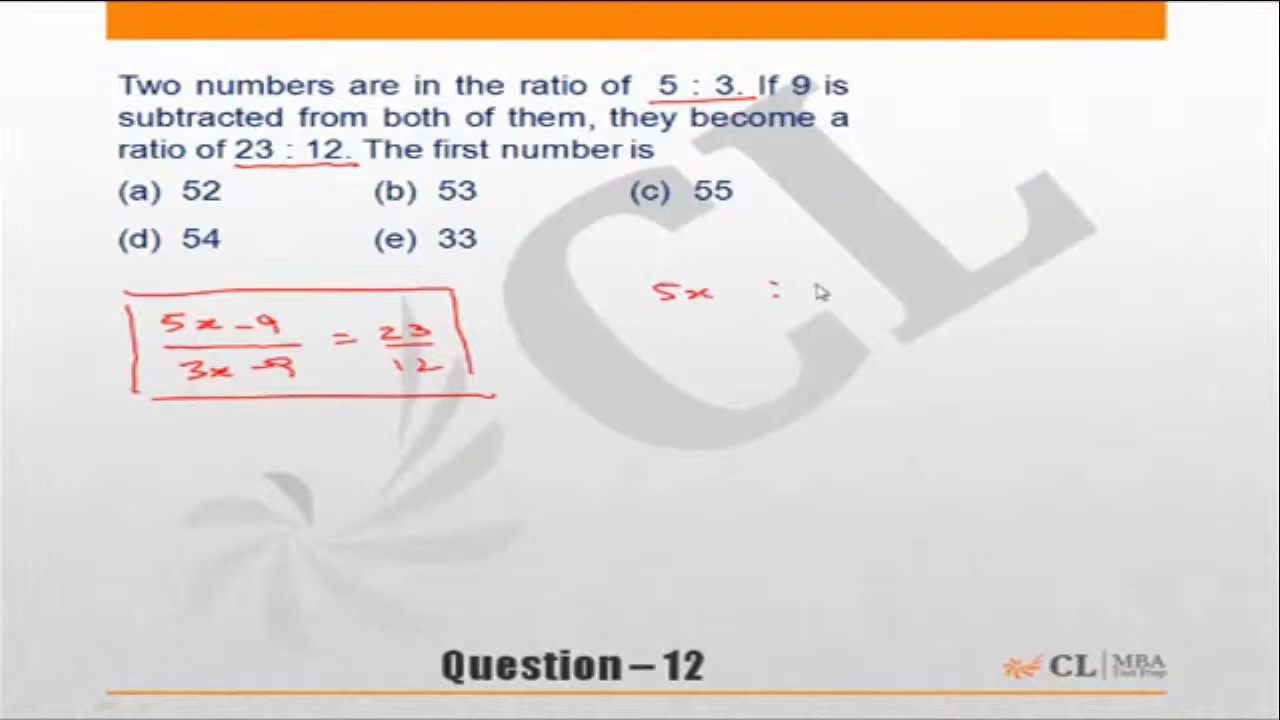 Two numbers are in the ratio of 5 : 3. If 9 is
subtracted from both of them, they become a
ratio of 23 : 12. The first number is
(a) 52 (b) 53 (c) 55
(d) 54 (e) 33
5x :
5x - 9 = 23
3x - 9 12
CL
Question – 12
CL MBA
Test Prep